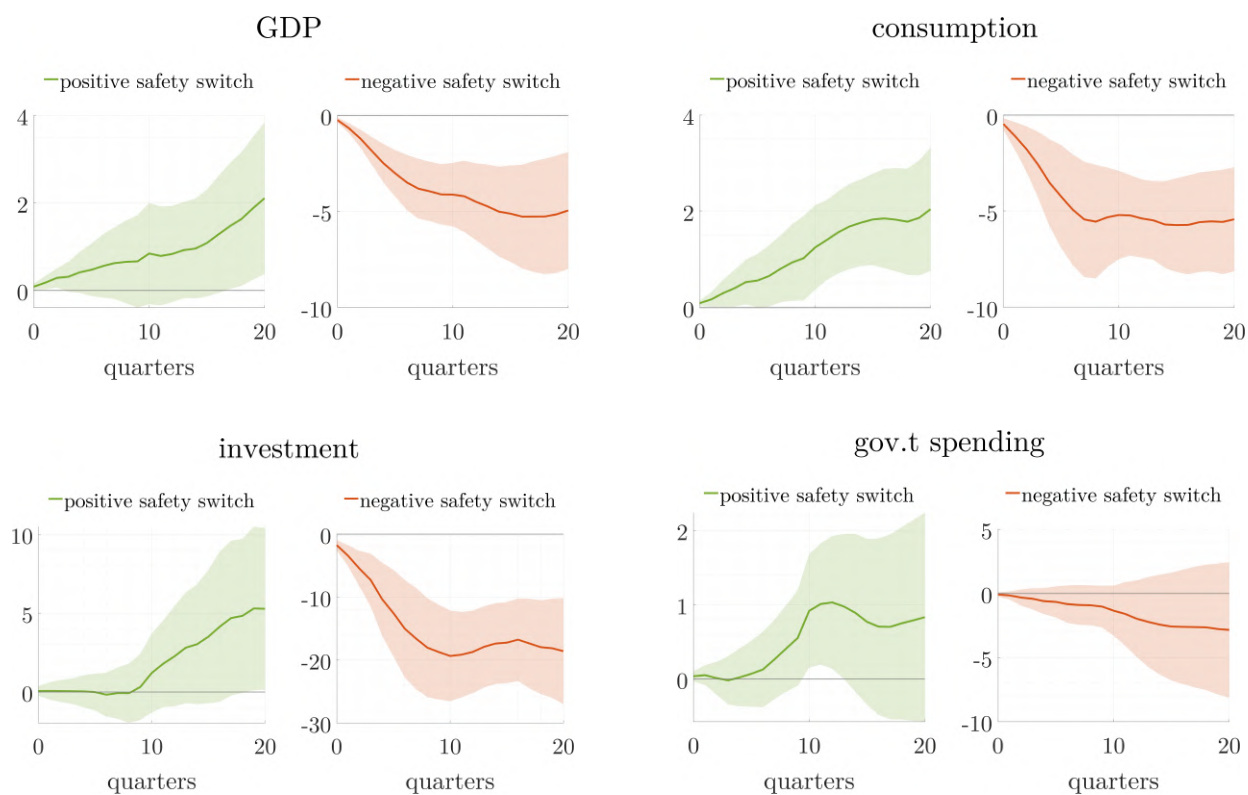 GDP
positive safety switch
4
2
0
0 10 20
quarters
negative safety switch
0
-5
-10
0 10 20
quarters
consumption
positive safety switch
4
2
0
0 10 20
quarters
negative safety switch
0
-5
-10
0 10 20
quarters
investment
positive safety switch
10
5
0
0 10 20
quarters
negative safety switch
0
-10
-20
-30
0 10 20
quarters
gov.t spending
positive safety switch
2
1
0
0 10 20
quarters
negative safety switch
5
0
-5
-10
0 10 20
quarters